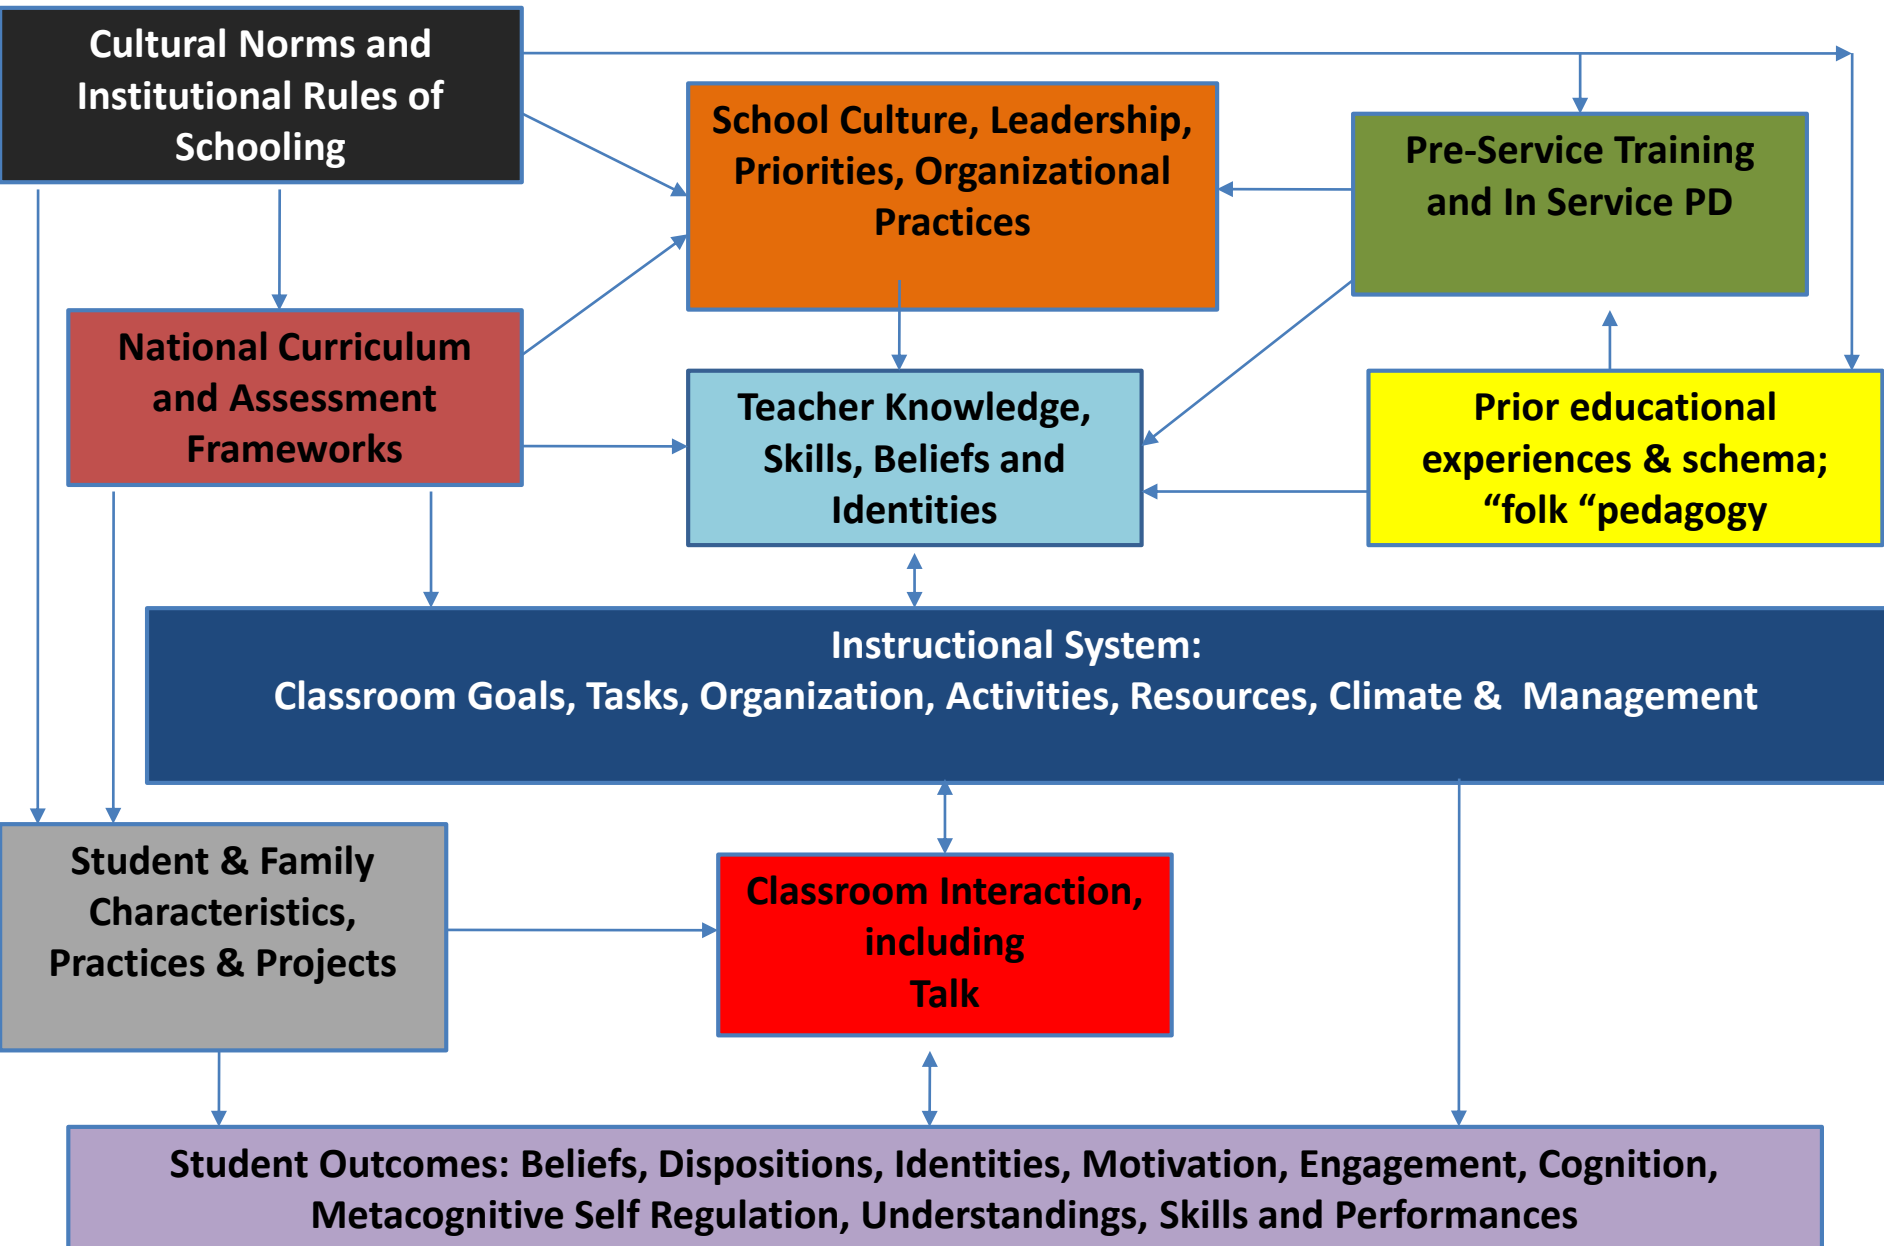 Cultural Norms and
Institutional Rules of
Schooling
School Culture, Leadership,
Priorities, Organizational
Practices
Pre-Service Training
and In Service PD
National Curriculum
and Assessment
Frameworks
Teacher Knowledge,
Skills, Beliefs and
Identities
Prior educational
experiences & schema;
“folk “pedagogy
Instructional System:
Classroom Goals, Tasks, Organization, Activities, Resources, Climate &  Management
Student & Family
Characteristics,
Practices & Projects
Classroom Interaction,
including
Talk
Student Outcomes: Beliefs, Dispositions, Identities, Motivation, Engagement, Cognition,
Metacognitive Self Regulation, Understandings, Skills and Performances